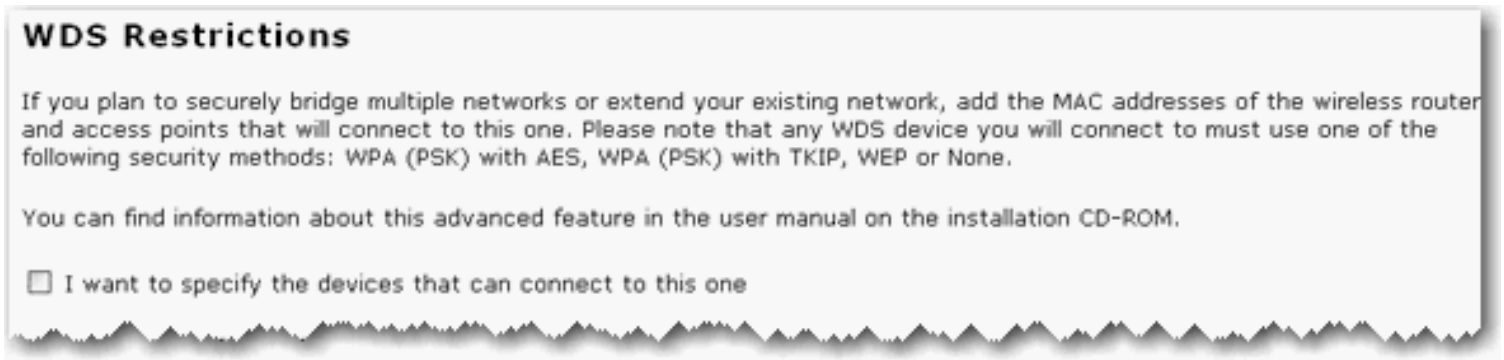 WDS Restrictions
If you plan to securely bridge multiple networks or extend your existing network, add the MAC addresses of the wireless router
and access points that will connect to this one. Please note that any WDS device you will connect to must use one of the
following security methods: WPA (PSK) with AES, WPA (PSK) with TKIP, WEP or None.
You can find information about this advanced feature in the user manual on the installation CD-ROM.
I want to specify the devices that can connect to this one